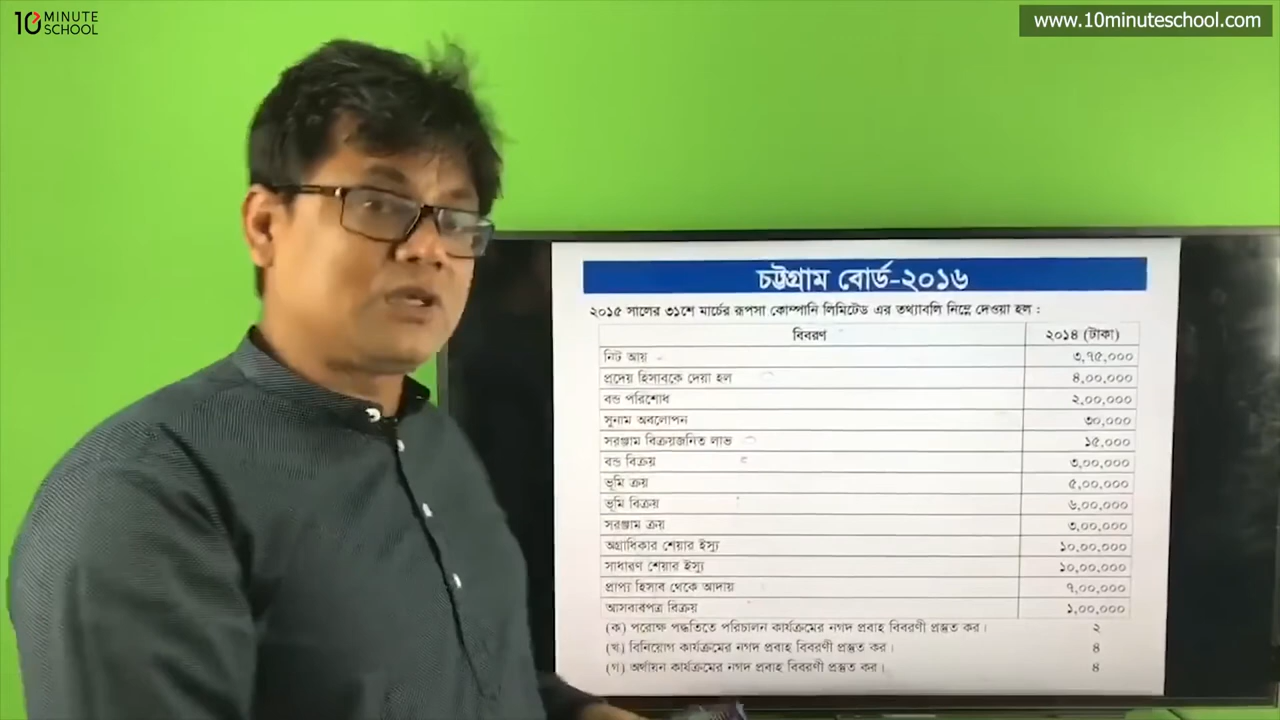 10 MINUTE SCHOOL
www.10minuteschool.com
চট্টগ্রাম বোর্ড-২০১৬
২০১৫ সালের ৩১শে মার্চের রূপসা কোম্পানি লিমিটেড এর তথ্যাবলি নিম্নে দেওয়া হল :
বিবরণ ২০১৪ (টাকা)
নিট আয় ৩,৭৫,০০০
প্রদেয় হিসাবকে দেয়া হল ৪,০০,০০০
বন্ড পরিশোধ ২,০০,০০০
সুনাম অবলোপন ৩০,০০০
সরঞ্জাম বিক্রয়জনিত লাভ ১৫,০০০
বন্ড বিক্রয় ৩,০০,০০০
ভূমি ক্রয় ৫,০০,০০০
ভূমি বিক্রয় ৬,০০,০০০
সরঞ্জাম ক্রয় ৩,০০,০০০
অগ্রাধিকার শেয়ার ইস্যু ১০,০০,০০০
সাধারণ শেয়ার ইস্যু ১০,০০,০০০
প্রাপ্য হিসাব থেকে আদায় ৭,০০,০০০
আসবাবপত্র বিক্রয় ১,০০,০০০
(ক) পরোক্ষ পদ্ধতিতে পরিচালন কার্যক্রমের নগদ প্রবাহ বিবরণী প্রস্তুত কর। ২
(খ) বিনিয়োগ কার্যক্রমের নগদ প্রবাহ বিবরণী প্রস্তুত কর। ৪
(গ) অর্থায়ন কার্যক্রমের নগদ প্রবাহ বিবরণী প্রস্তুত কর। ৪